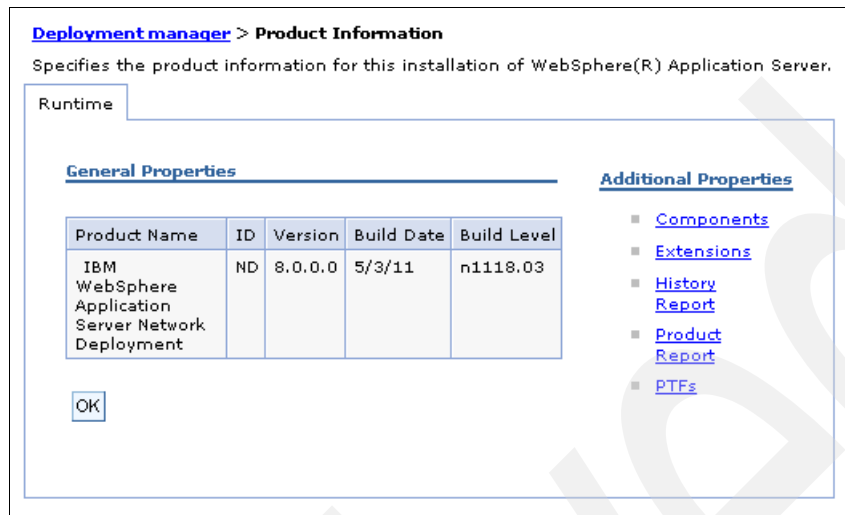 Deployment manager > Product Information
Specifies the product information for this installation of WebSphere(R) Application Server.
Runtime
General Properties
Product Name ID Version Build Date Build Level
IBM ND 8.0.0.0 5/3/11 n1118.03
WebSphere
Application
Server Network
Deployment
OK
Additional Properties
Components
Extensions
History
Report
Product
Report
PTFs